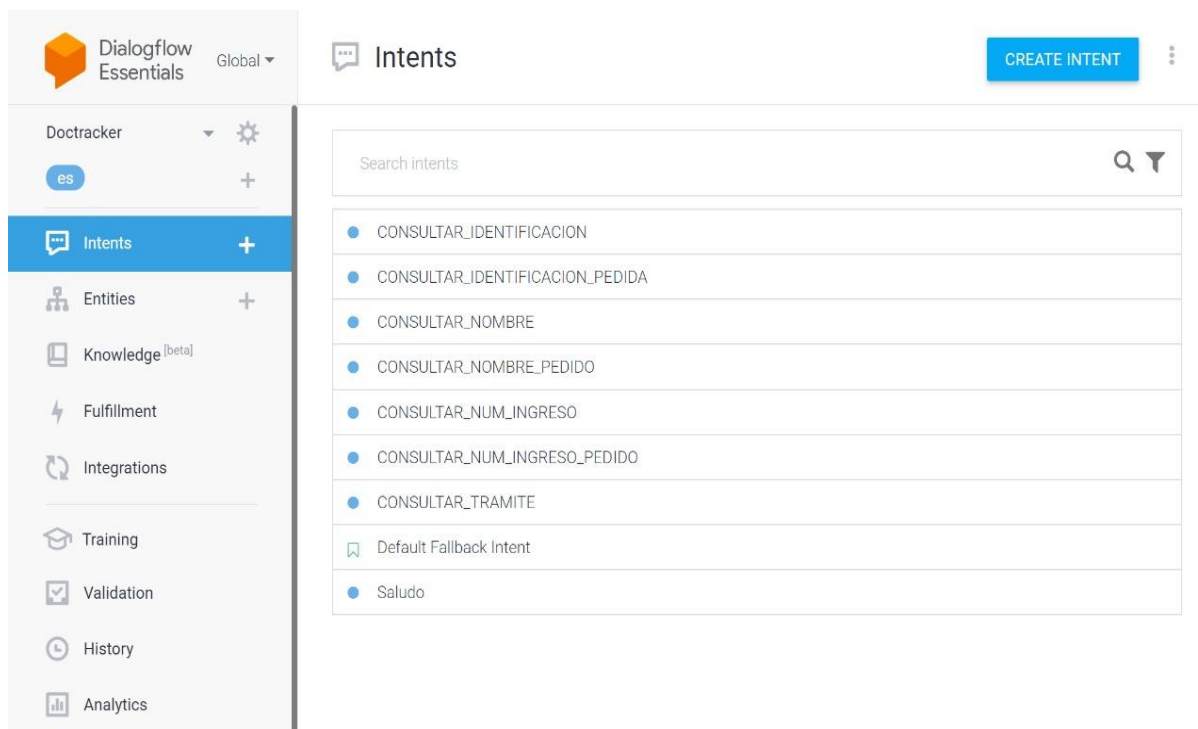 Dialogflow
Essentials
Global
Doctracker
es
Intents
Entities
Knowledge [beta]
Fulfillment
Integrations
Training
Validation
History
Analytics
Intents
CREATE INTENT
Search intents
CONSULTAR_IDENTIFICACION
CONSULTAR_IDENTIFICACION_PEDIDA
CONSULTAR_NOMBRE
CONSULTAR_NOMBRE_PEDIDO
CONSULTAR_NUM_INGRESO
CONSULTAR_NUM_INGRESO_PEDIDO
CONSULTAR_TRAMITE
Default Fallback Intent
Saludo